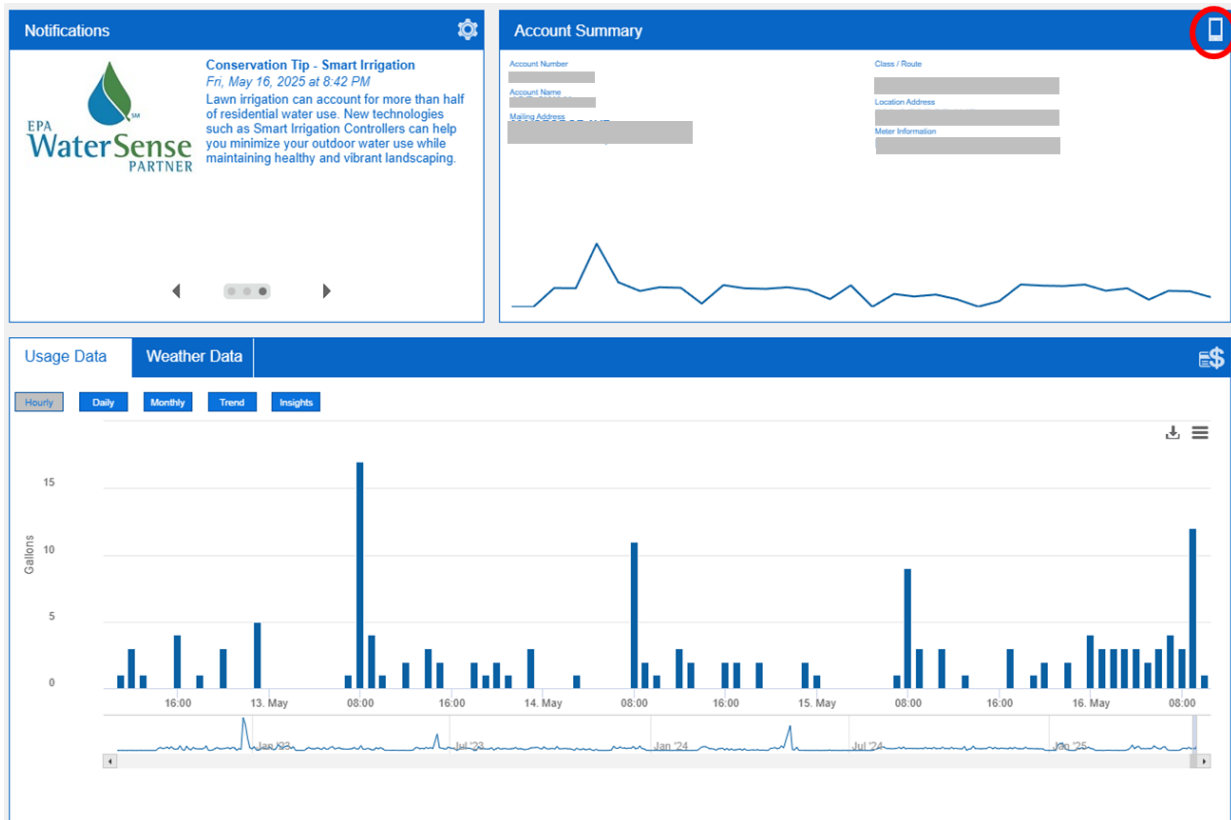 Notifications
Conservation Tip - Smart Irrigation
Fri, May 16, 2025 at 8:42 PM
Lawn irrigation can account for more than half
of residential water use. New technologies
such as Smart Irrigation Controllers can help
you minimize your outdoor water use while
maintaining healthy and vibrant landscaping.
EPA
WaterSense
PARTNER
Account Summary
Account Number
Account Name
Mailing Address
Class / Route
Location Address
Meter Information
Usage Data
Weather Data
Hourly
Daily
Monthly
Trend
Insights
Gallons
15
10
5
0
16:00 13. May 08:00 16:00 14. May 08:00 16:00 15. May 08:00 16:00 16. May 08:00
Jan '23 Jul '23 Jan '24 Jul '24 Jan '25